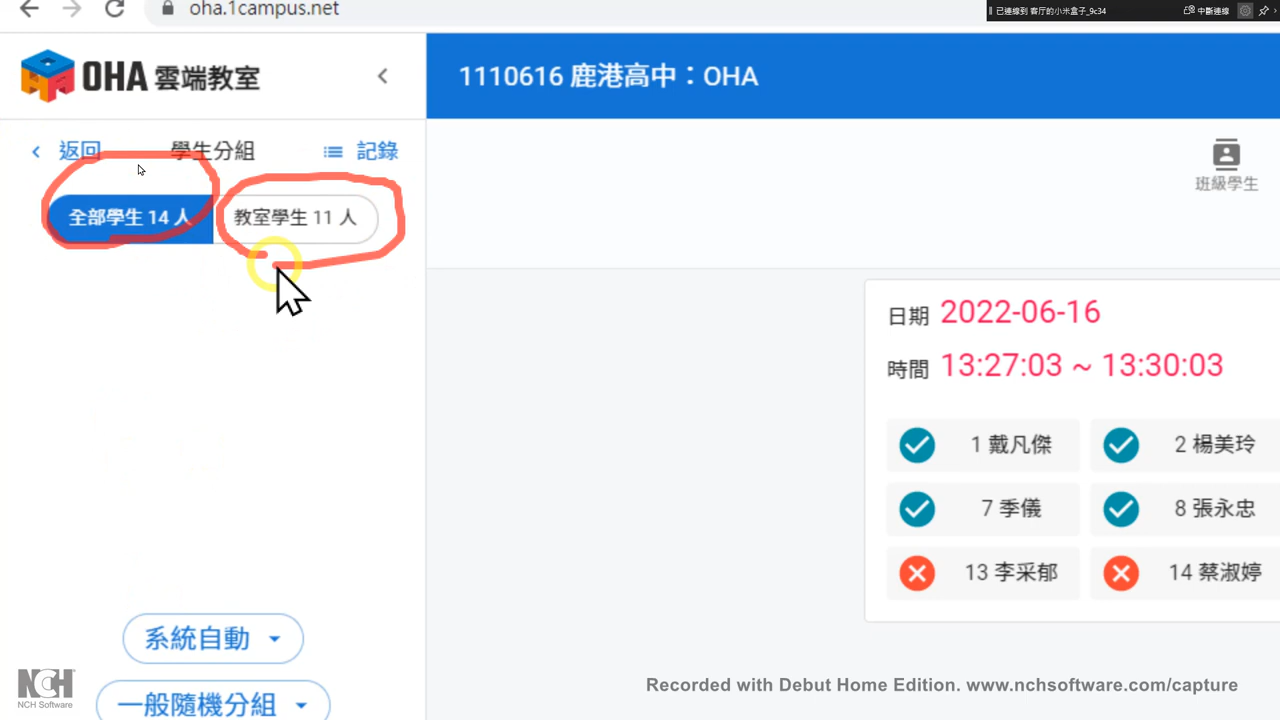 oha.1campus.net
已連線到 客厅的小米盒子_9c34
中斷連線
OHA 雲端教室
1110616 鹿港高中：OHA
返回
學生分組
記錄
班級學生
全部學生 14 人
教室學生 11 人
日期 2022-06-16
時間 13:27:03 ~ 13:30:03
1 戴凡傑
2 楊美玲
7 季儀
8 張永忠
13 李采郁
14 蔡淑婷
系統自動
一般隨機分組
NCH
NCH Software
Recorded with Debut Home Edition. www.nchsoftware.com/capture